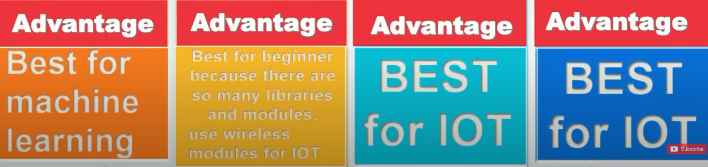 Advantage
Best for
machine
learning
Advantage
Best for beginner
because there are
so many libraries
and modules.
use wireless
modules for IOT
Advantage
BEST
for IOT
Advantage
BEST
for IOT
Subscribe